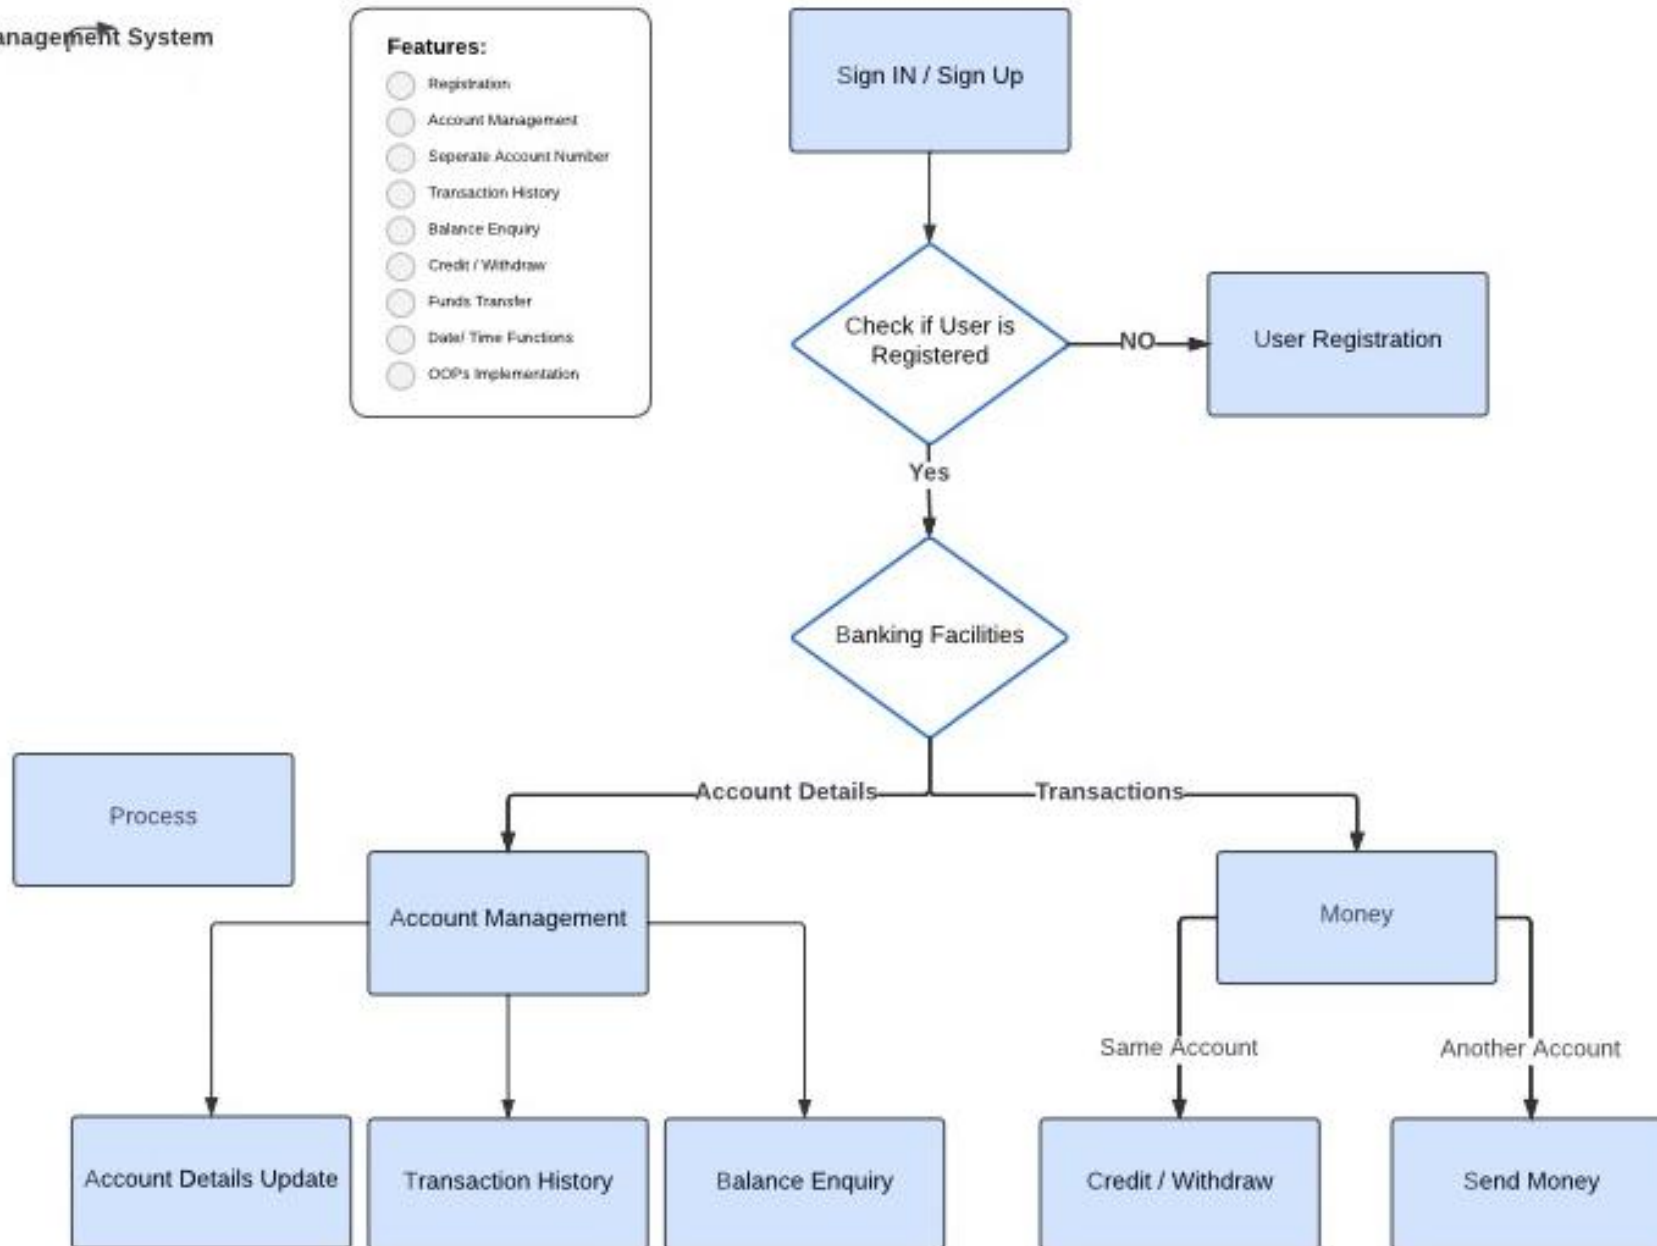 anagement System
Features:
Registration
Account Management
Seperate Account Number
Transaction History
Balance Enquiry
Credit / Withdraw
Funds Transfer
Date/ Time Functions
OOPs Implementation
Sign IN / Sign Up
Check if User is
Registered
NO
User Registration
Yes
Banking Facilities
Account Details
Transactions
Process
Account Management
Money
Same Account
Another Account
Account Details Update
Transaction History
Balance Enquiry
Credit / Withdraw
Send Money